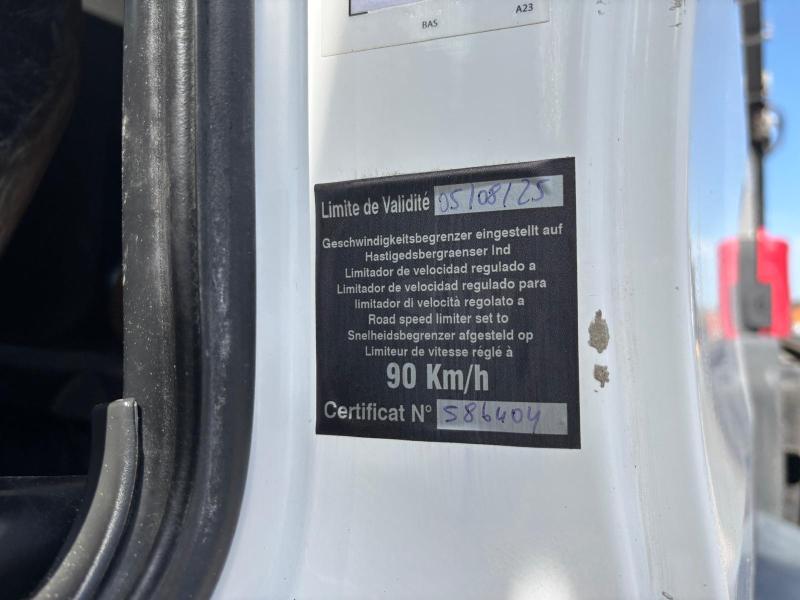 BAS A23
Limite de Validité 05/08/25
Geschwindigkeitsbegrenzer eingestellt auf
Hastigedsbergraenser Ind
Limitador de velocidad regulado a
Limitador de velocidad regulado para
limitador di velocità regolato a
Road speed limiter set to
Snelheidsbegrenzer afgesteld op
Limiteur de vitesse réglé à
90 Km/h
Certificat N° 586404